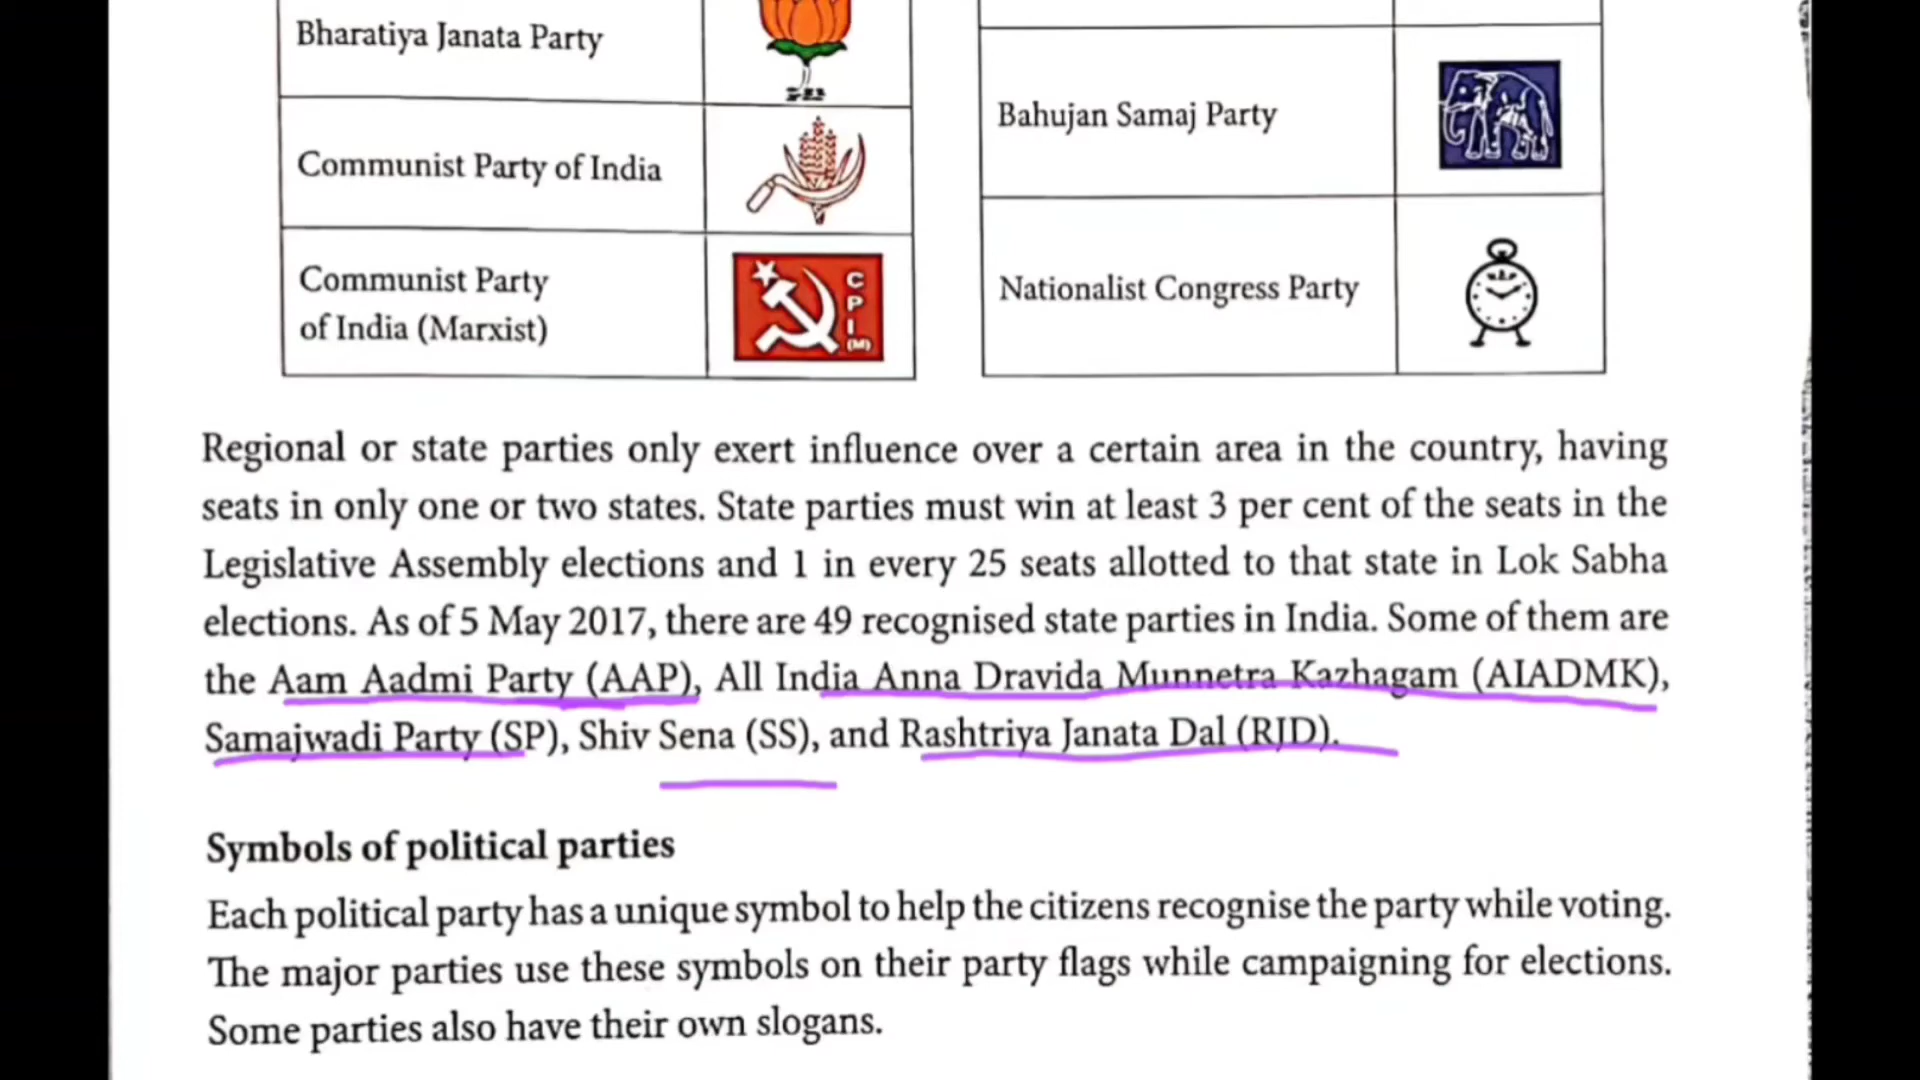 Bharatiya Janata Party
Communist Party of India
Communist Party
of India (Marxist)
C
P
I
(M)
Bahujan Samaj Party
Nationalist Congress Party
Regional or state parties only exert influence over a certain area in the country, having
seats in only one or two states. State parties must win at least 3 per cent of the seats in the
Legislative Assembly elections and 1 in every 25 seats allotted to that state in Lok Sabha
elections. As of 5 May 2017, there are 49 recognised state parties in India. Some of them are
the Aam Aadmi Party (AAP), All India Anna Dravida Munnetra Kazhagam (AIADMK),
Samajwadi Party (SP), Shiv Sena (SS), and Rashtriya Janata Dal (RJD).
Symbols of political parties
Each political party has a unique symbol to help the citizens recognise the party while voting.
The major parties use these symbols on their party flags while campaigning for elections.
Some parties also have their own slogans.